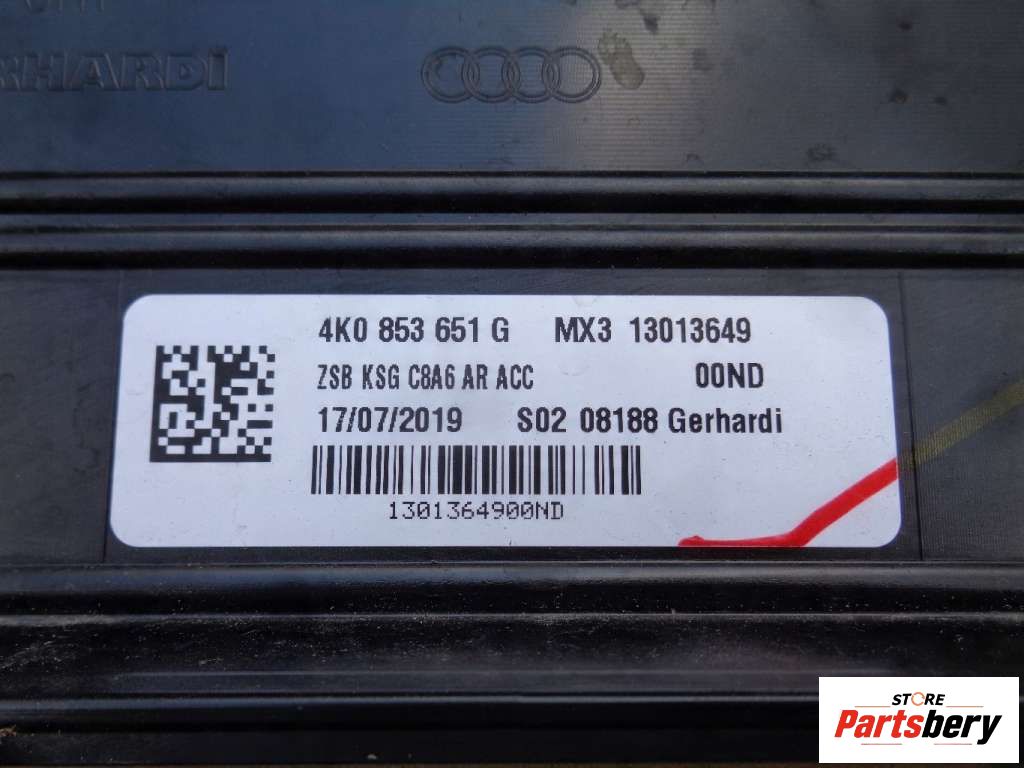 4K0 853 651 G MX3 13013649
ZSB KSG C8A6 AR ACC 00ND
17/07/2019 S02 08188 Gerhardi
1301364900ND
STORE
Partsbery